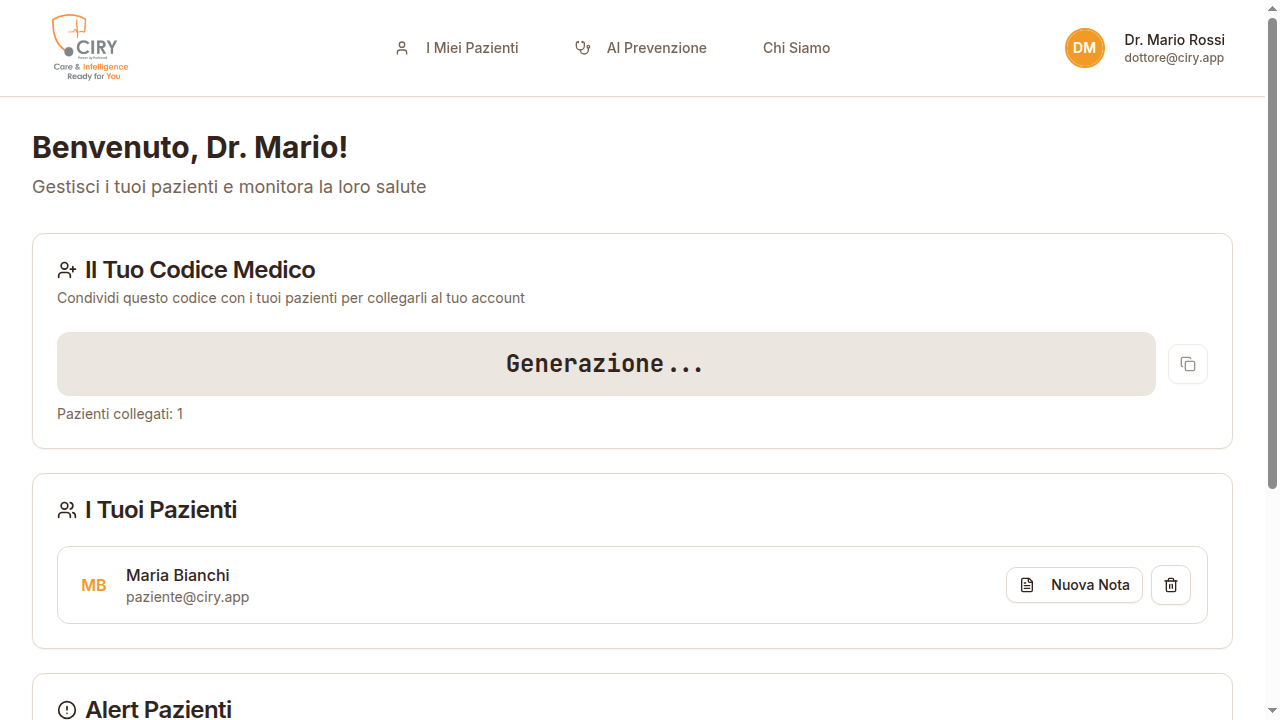 CIRY
Care & Intelligence
Ready for You
I Miei Pazienti
AI Prevenzione
Chi Siamo
DM
Dr. Mario Rossi
dottore@ciry.app
Benvenuto, Dr. Mario!
Gestisci i tuoi pazienti e monitora la loro salute
Il Tuo Codice Medico
Condividi questo codice con i tuoi pazienti per collegarli al tuo account
Generazione...
Pazienti collegati: 1
I Tuoi Pazienti
MB
Maria Bianchi
paziente@ciry.app
Nuova Nota
Alert Pazienti